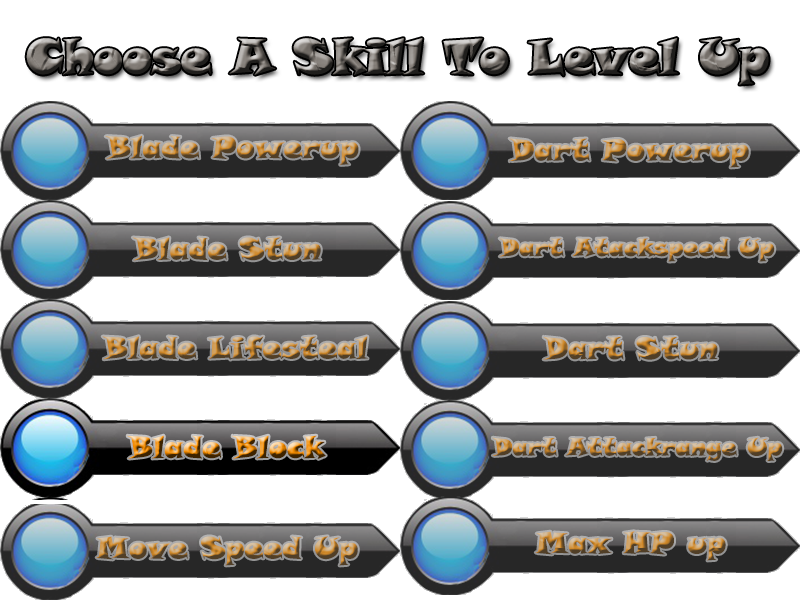 Choose A Skill To Level Up
Blade Powerup
Dart Powerup
Blade Stun
Dart Atackspeed Up
Blade Lifesteal
Dart Stun
Blade Block
Dart Attackrange Up
Move Speed Up
Max HP up